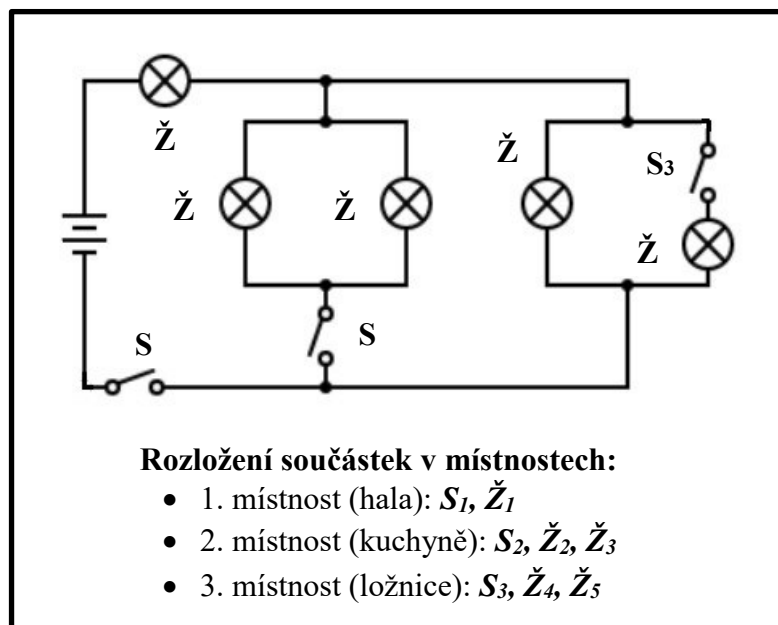 Ž
Ž
Ž
Ž
S₃
Ž
S
S
Rozložení součástek v místnostech:
• 1. místnost (hala): S₁, Ž₁
• 2. místnost (kuchyně): S₂, Ž₂, Ž₃
• 3. místnost (ložnice): S₃, Ž₄, Ž₅